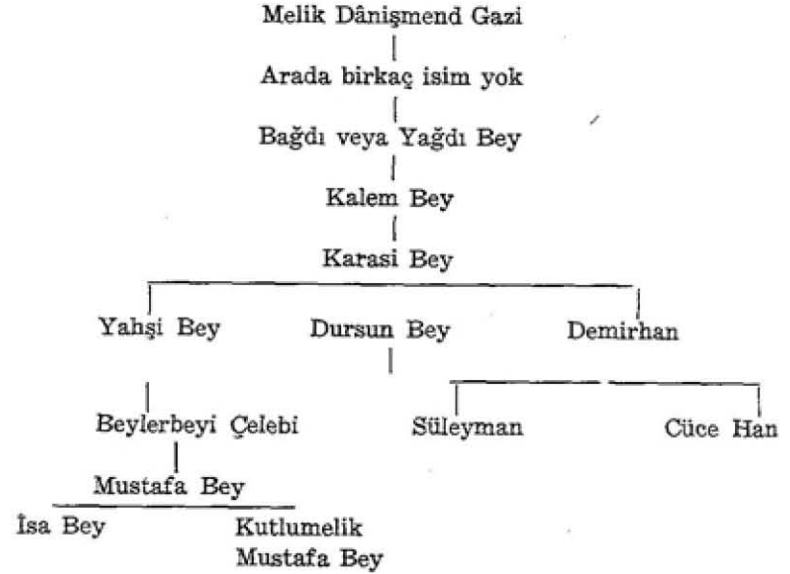 Melik Dânişmend Gazi
Arada birkaç isim yok
Bağdı veya Yağdı Bey
Kalem Bey
Karasi Bey
Yahşi Bey Dursun Bey Demirhan
Beylerbeyi Çelebi Süleyman Cüce Han
Mustafa Bey
Îsa Bey Kutlumelik
Mustafa Bey